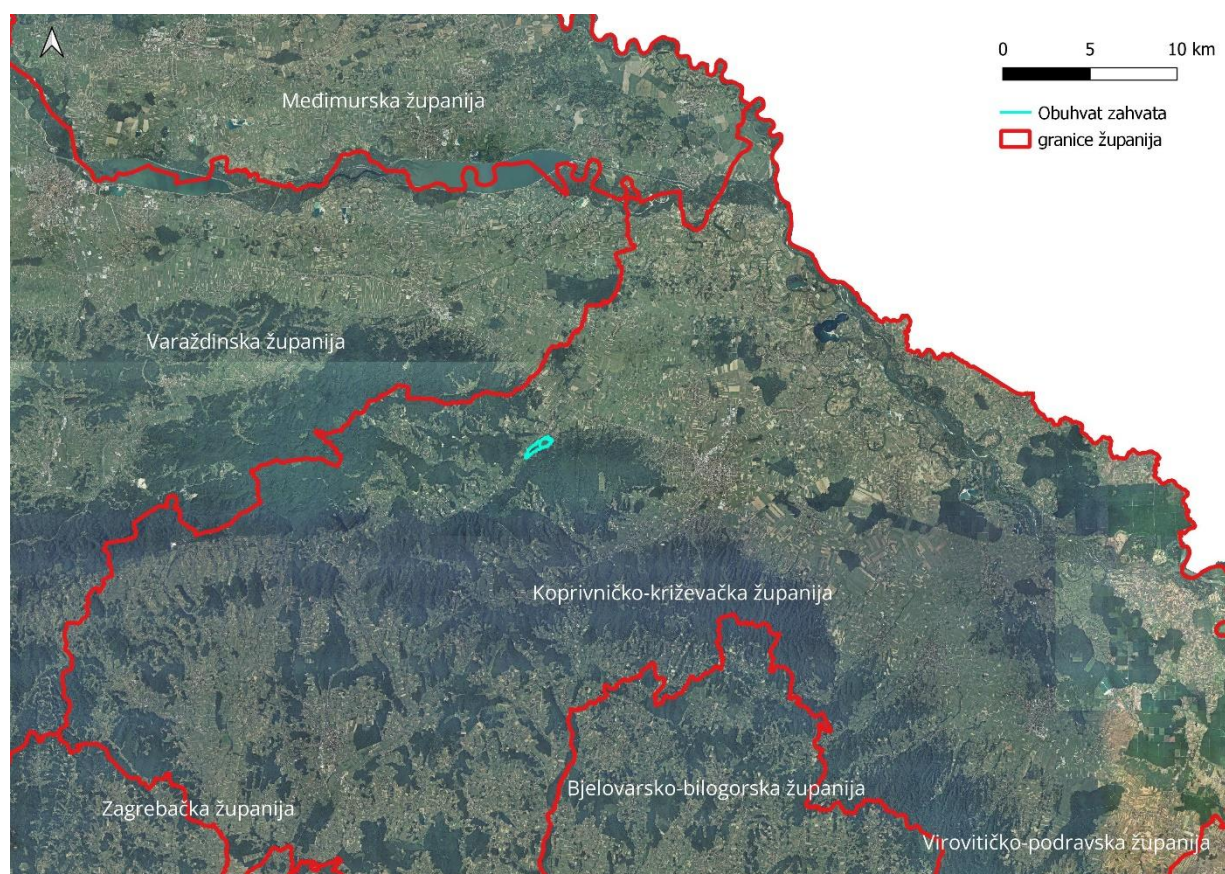 0 5 10 km
Obuhvat zahvata
granice županija
Međimurska županija
Varaždinska županija
Koprivničko-križevačka županija
Bjelovarsko-bilogorska županija
Zagrebačka županija
Virovitičko-podravska županija